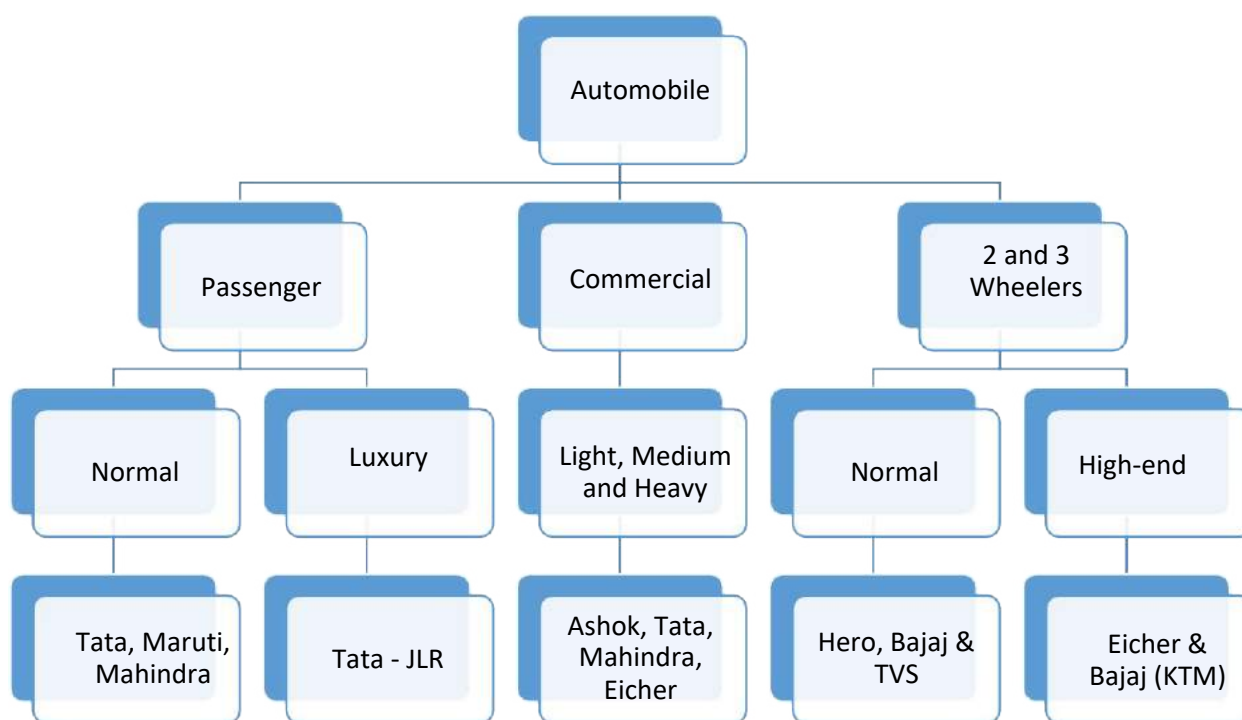 Automobile
Passenger
Commercial
2 and 3
Wheelers
Normal
Luxury
Light, Medium
and Heavy
Normal
High-end
Tata, Maruti,
Mahindra
Tata - JLR
Ashok, Tata,
Mahindra,
Eicher
Hero, Bajaj &
TVS
Eicher &
Bajaj (KTM)